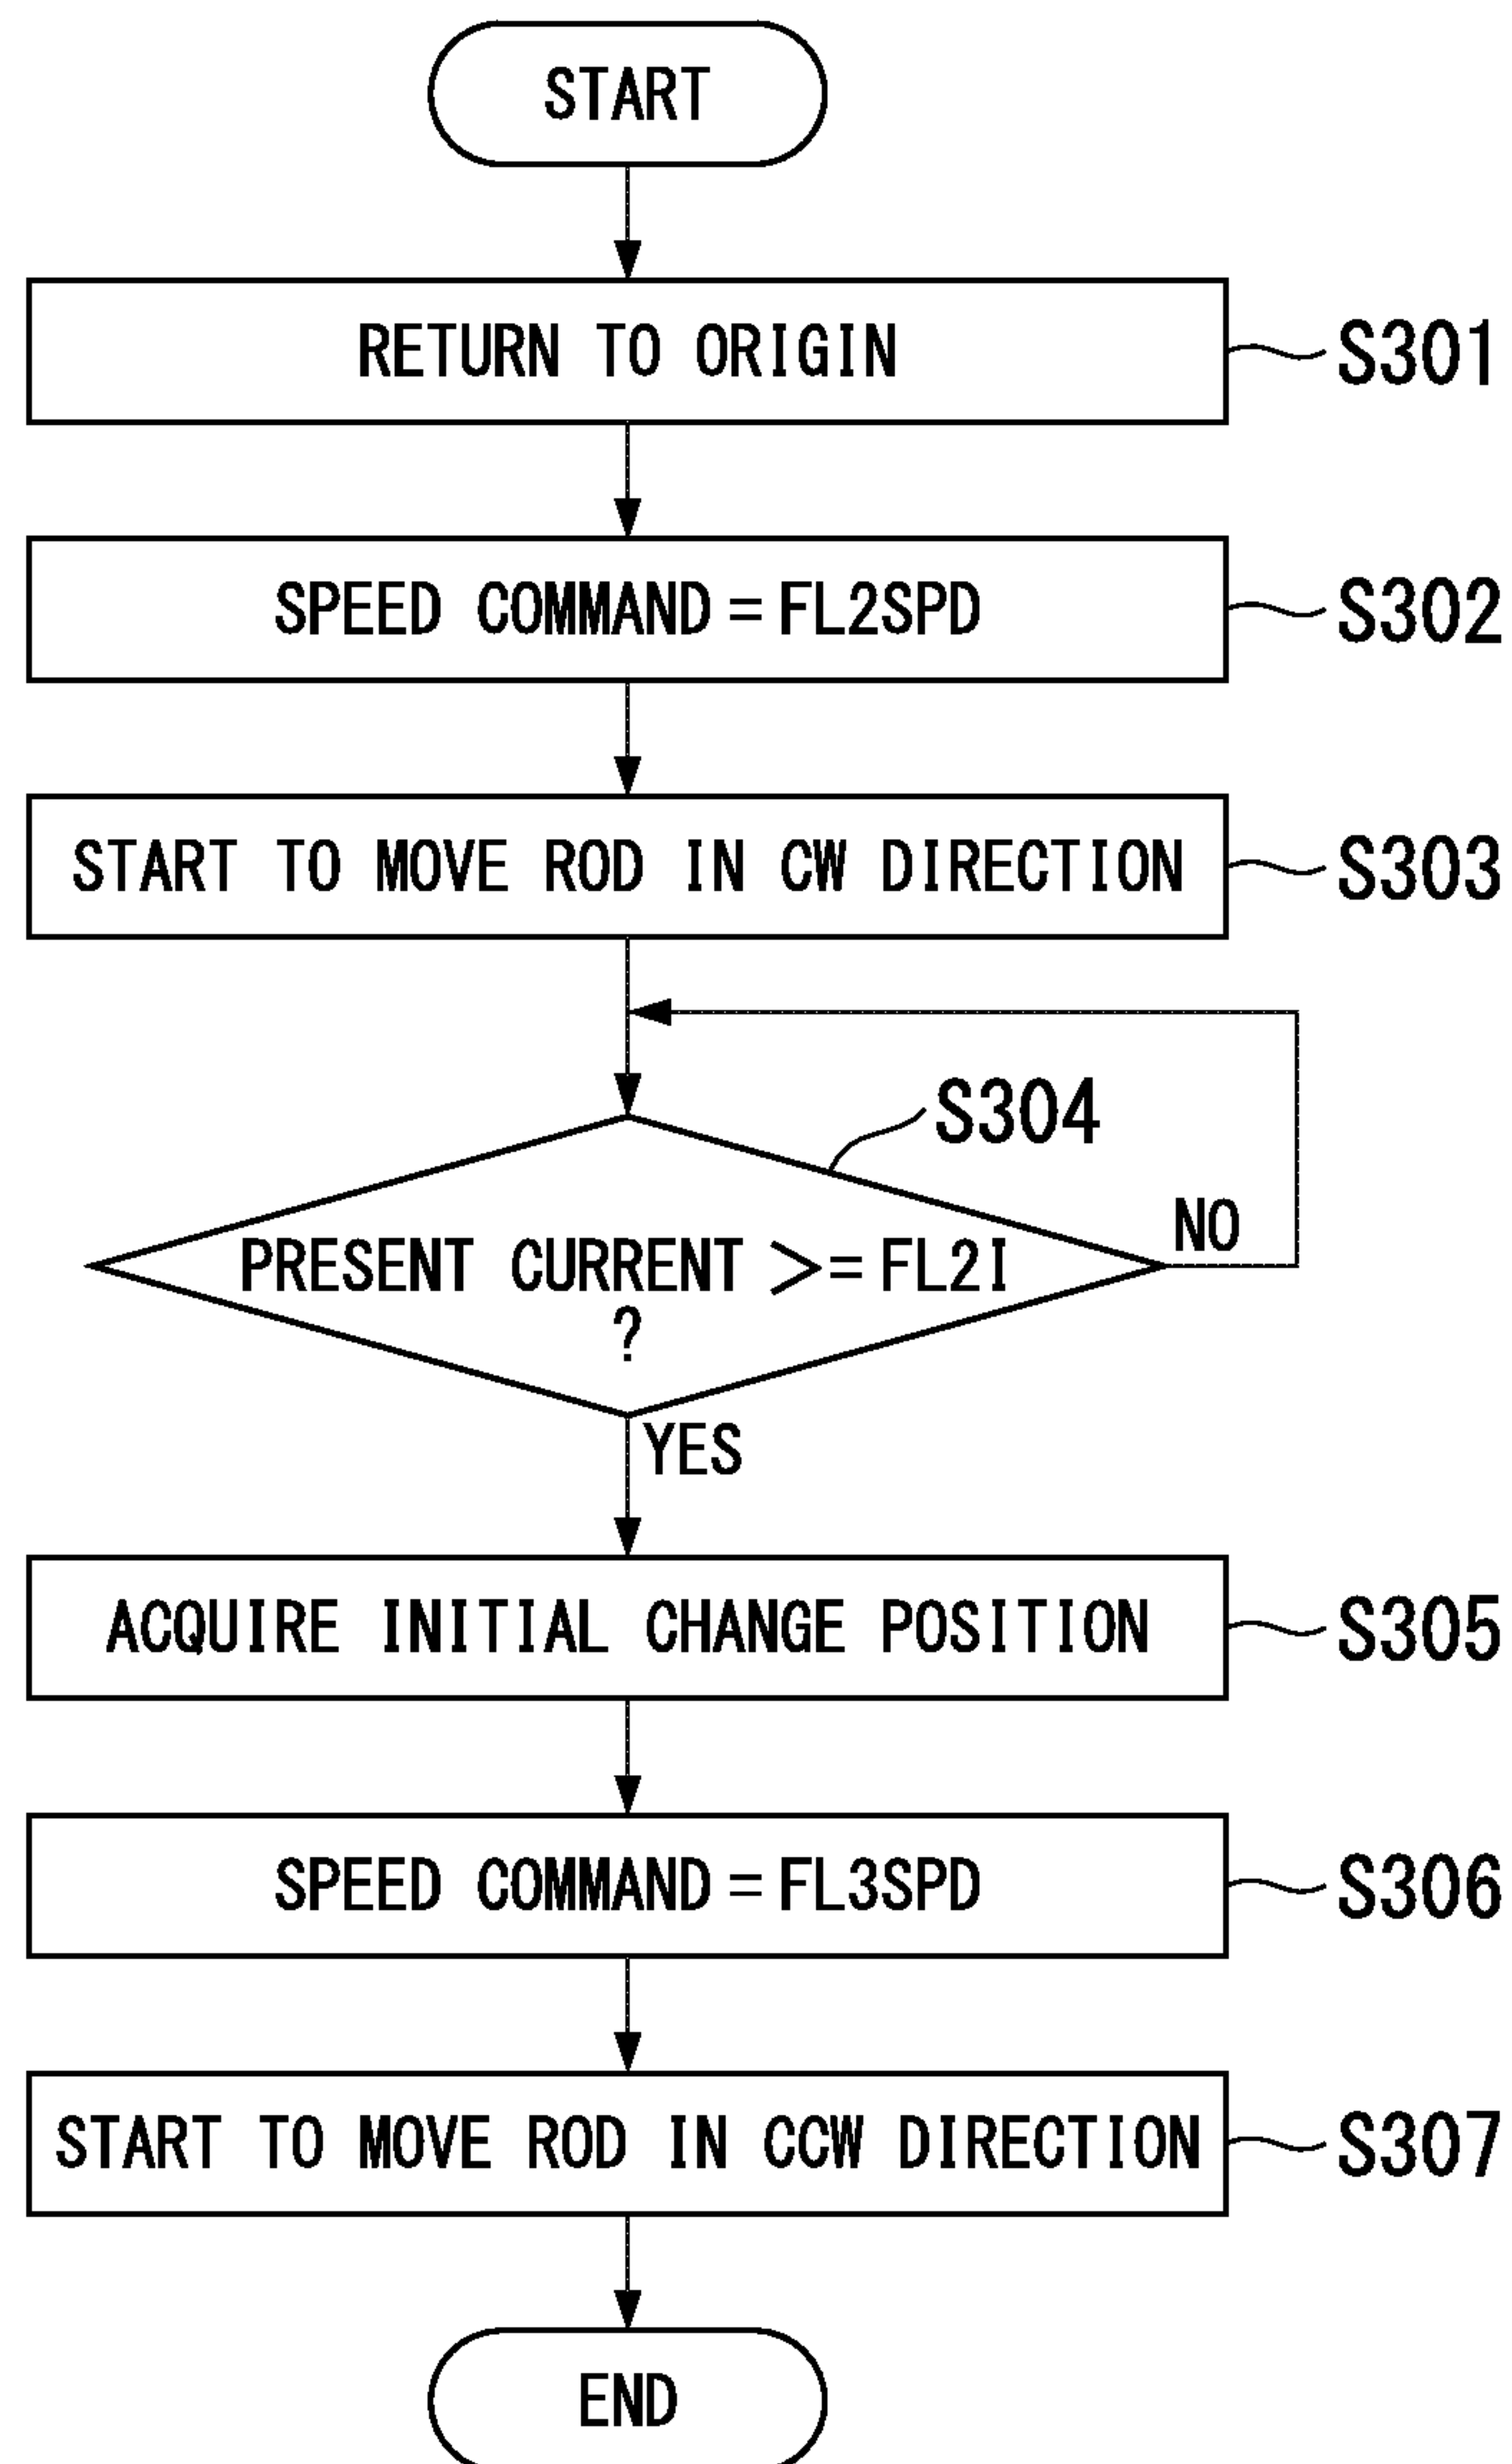 START
RETURN TO ORIGIN
S301
SPEED COMMAND = FL2SPD
S302
START TO MOVE ROD IN CW DIRECTION
S303
S304
PRESENT CURRENT >= FL2I
?
NO
YES
ACQUIRE INITIAL CHANGE POSITION
S305
SPEED COMMAND = FL3SPD
S306
START TO MOVE ROD IN CCW DIRECTION
S307
END